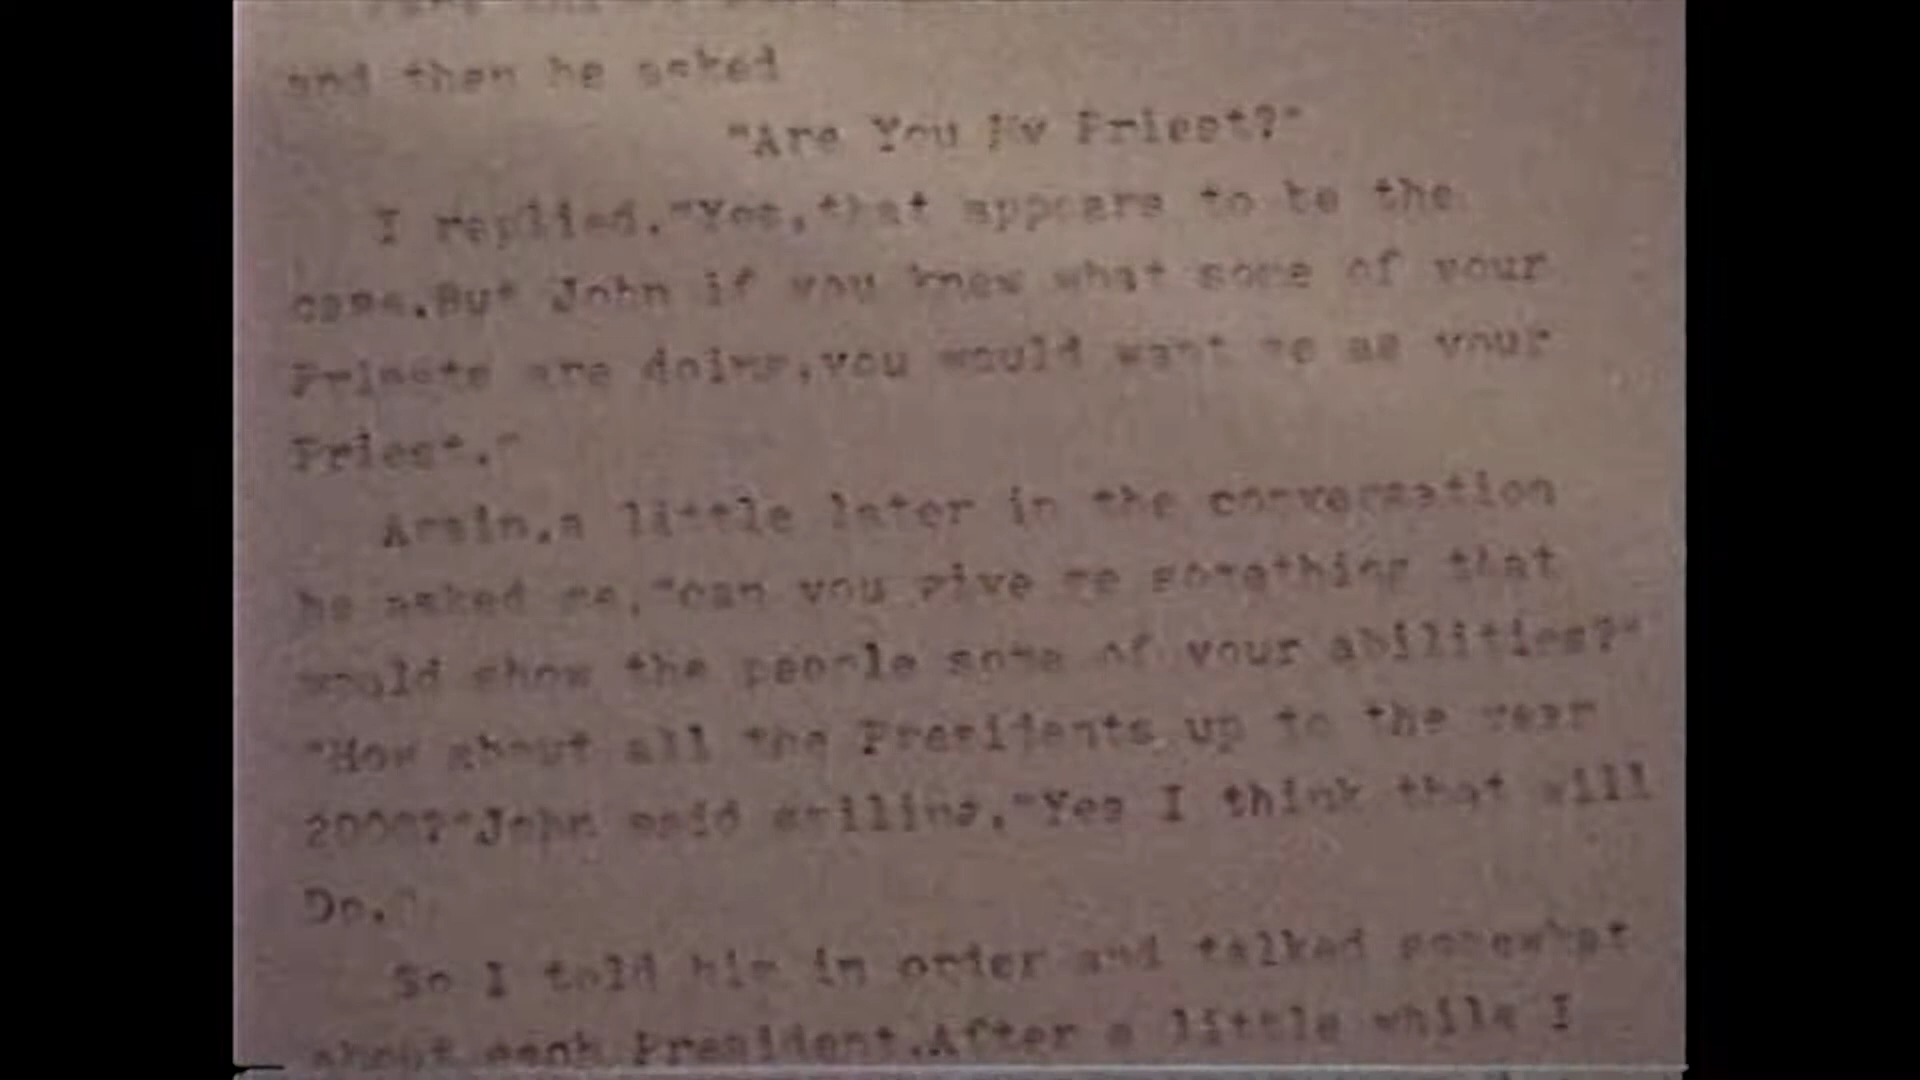 and then he asked
"Are You My Priest?"
I replied,"Yes,that appears to be the
case.But John if you knew what some of your
Priests are doing,you would want me as your
Priest."
Again,a little later in the conversation
he asked me,"can you give me something that
would show the people some of your abilities?"
"How about all the Presidents up to the year
2000?"John said smiling,"Yes I think that will
Do."
So I told him in order and talked somewhat
about each President.After a little while I